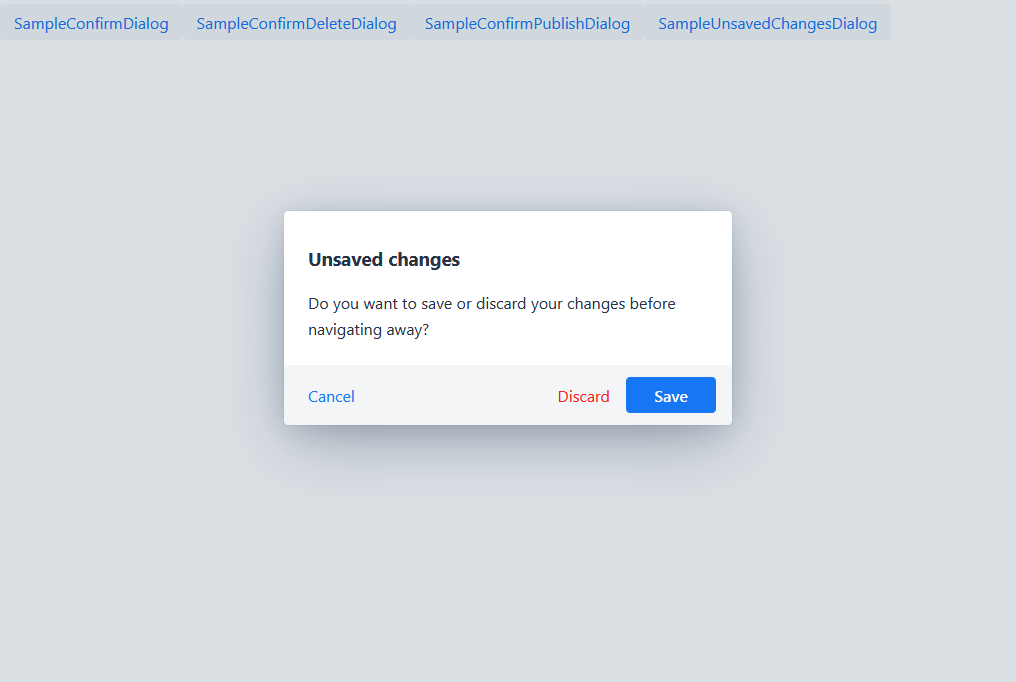 SampleConfirmDialog SampleConfirmDeleteDialog SampleConfirmPublishDialog SampleUnsavedChangesDialog
Unsaved changes
Do you want to save or discard your changes before
navigating away?
Cancel Discard Save